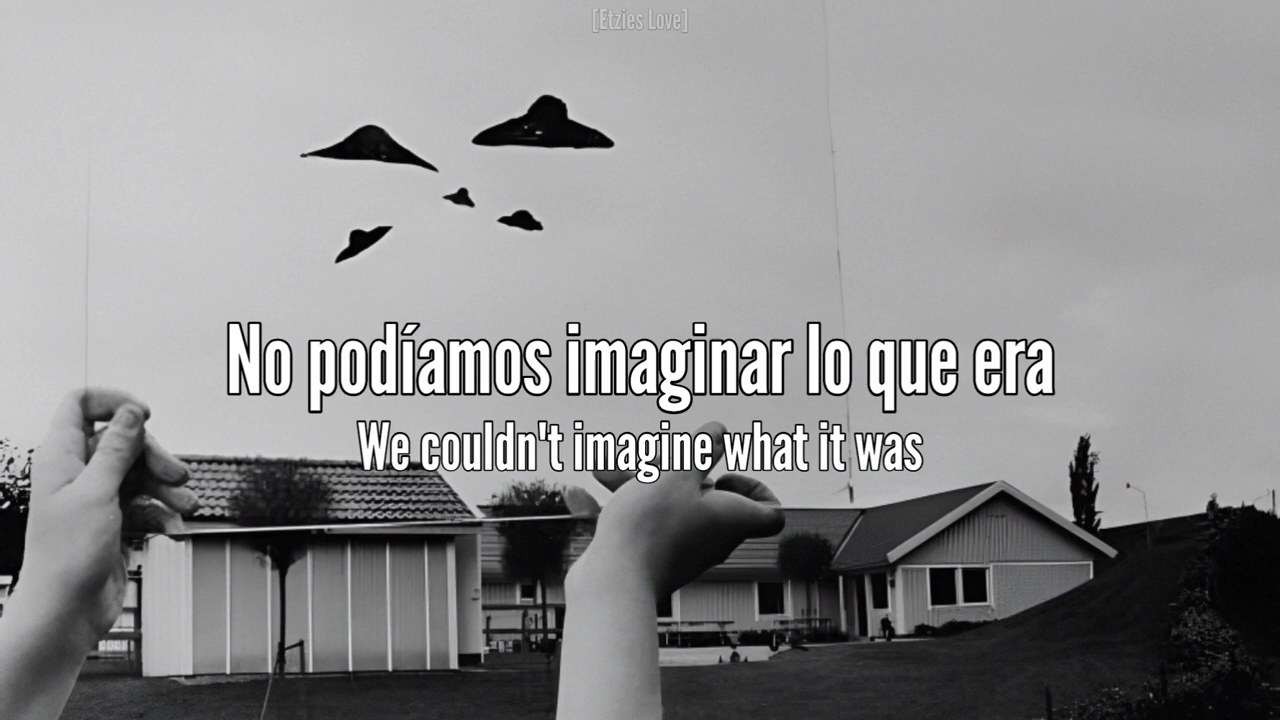 [Etzies Love]
No podíamos imaginar lo que era
We couldn't imagine what it was